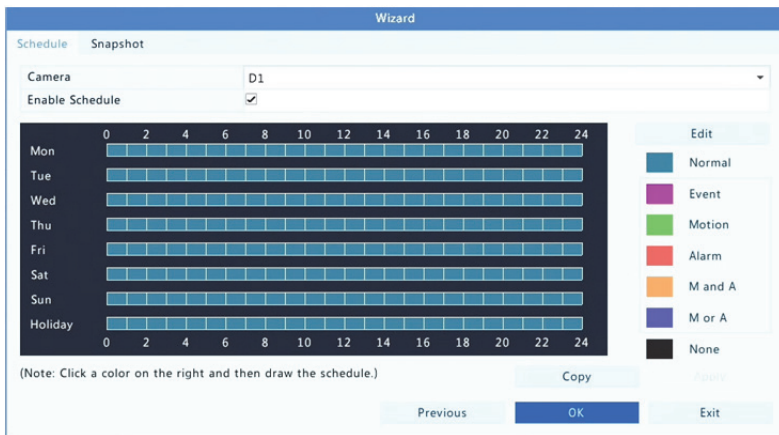 Wizard
Schedule Snapshot
Camera D1
Enable Schedule
0 2 4 6 8 10 12 14 16 18 20 22 24 Edit
Mon Normal
Tue
Wed Event
Thu Motion
Fri Alarm
Sat M and A
Sun
Holiday M or A
0 2 4 6 8 10 12 14 16 18 20 22 24 None
(Note: Click a color on the right and then draw the schedule.) Copy Apply
Previous OK Exit